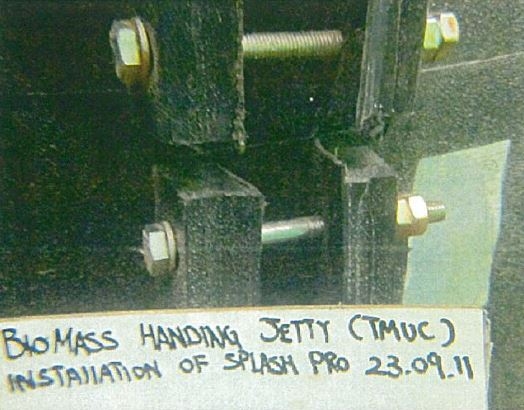 BIOMASS HANDING JETTY (TMUC)
INSTALLATION OF SPLASH PRO 23.09.11